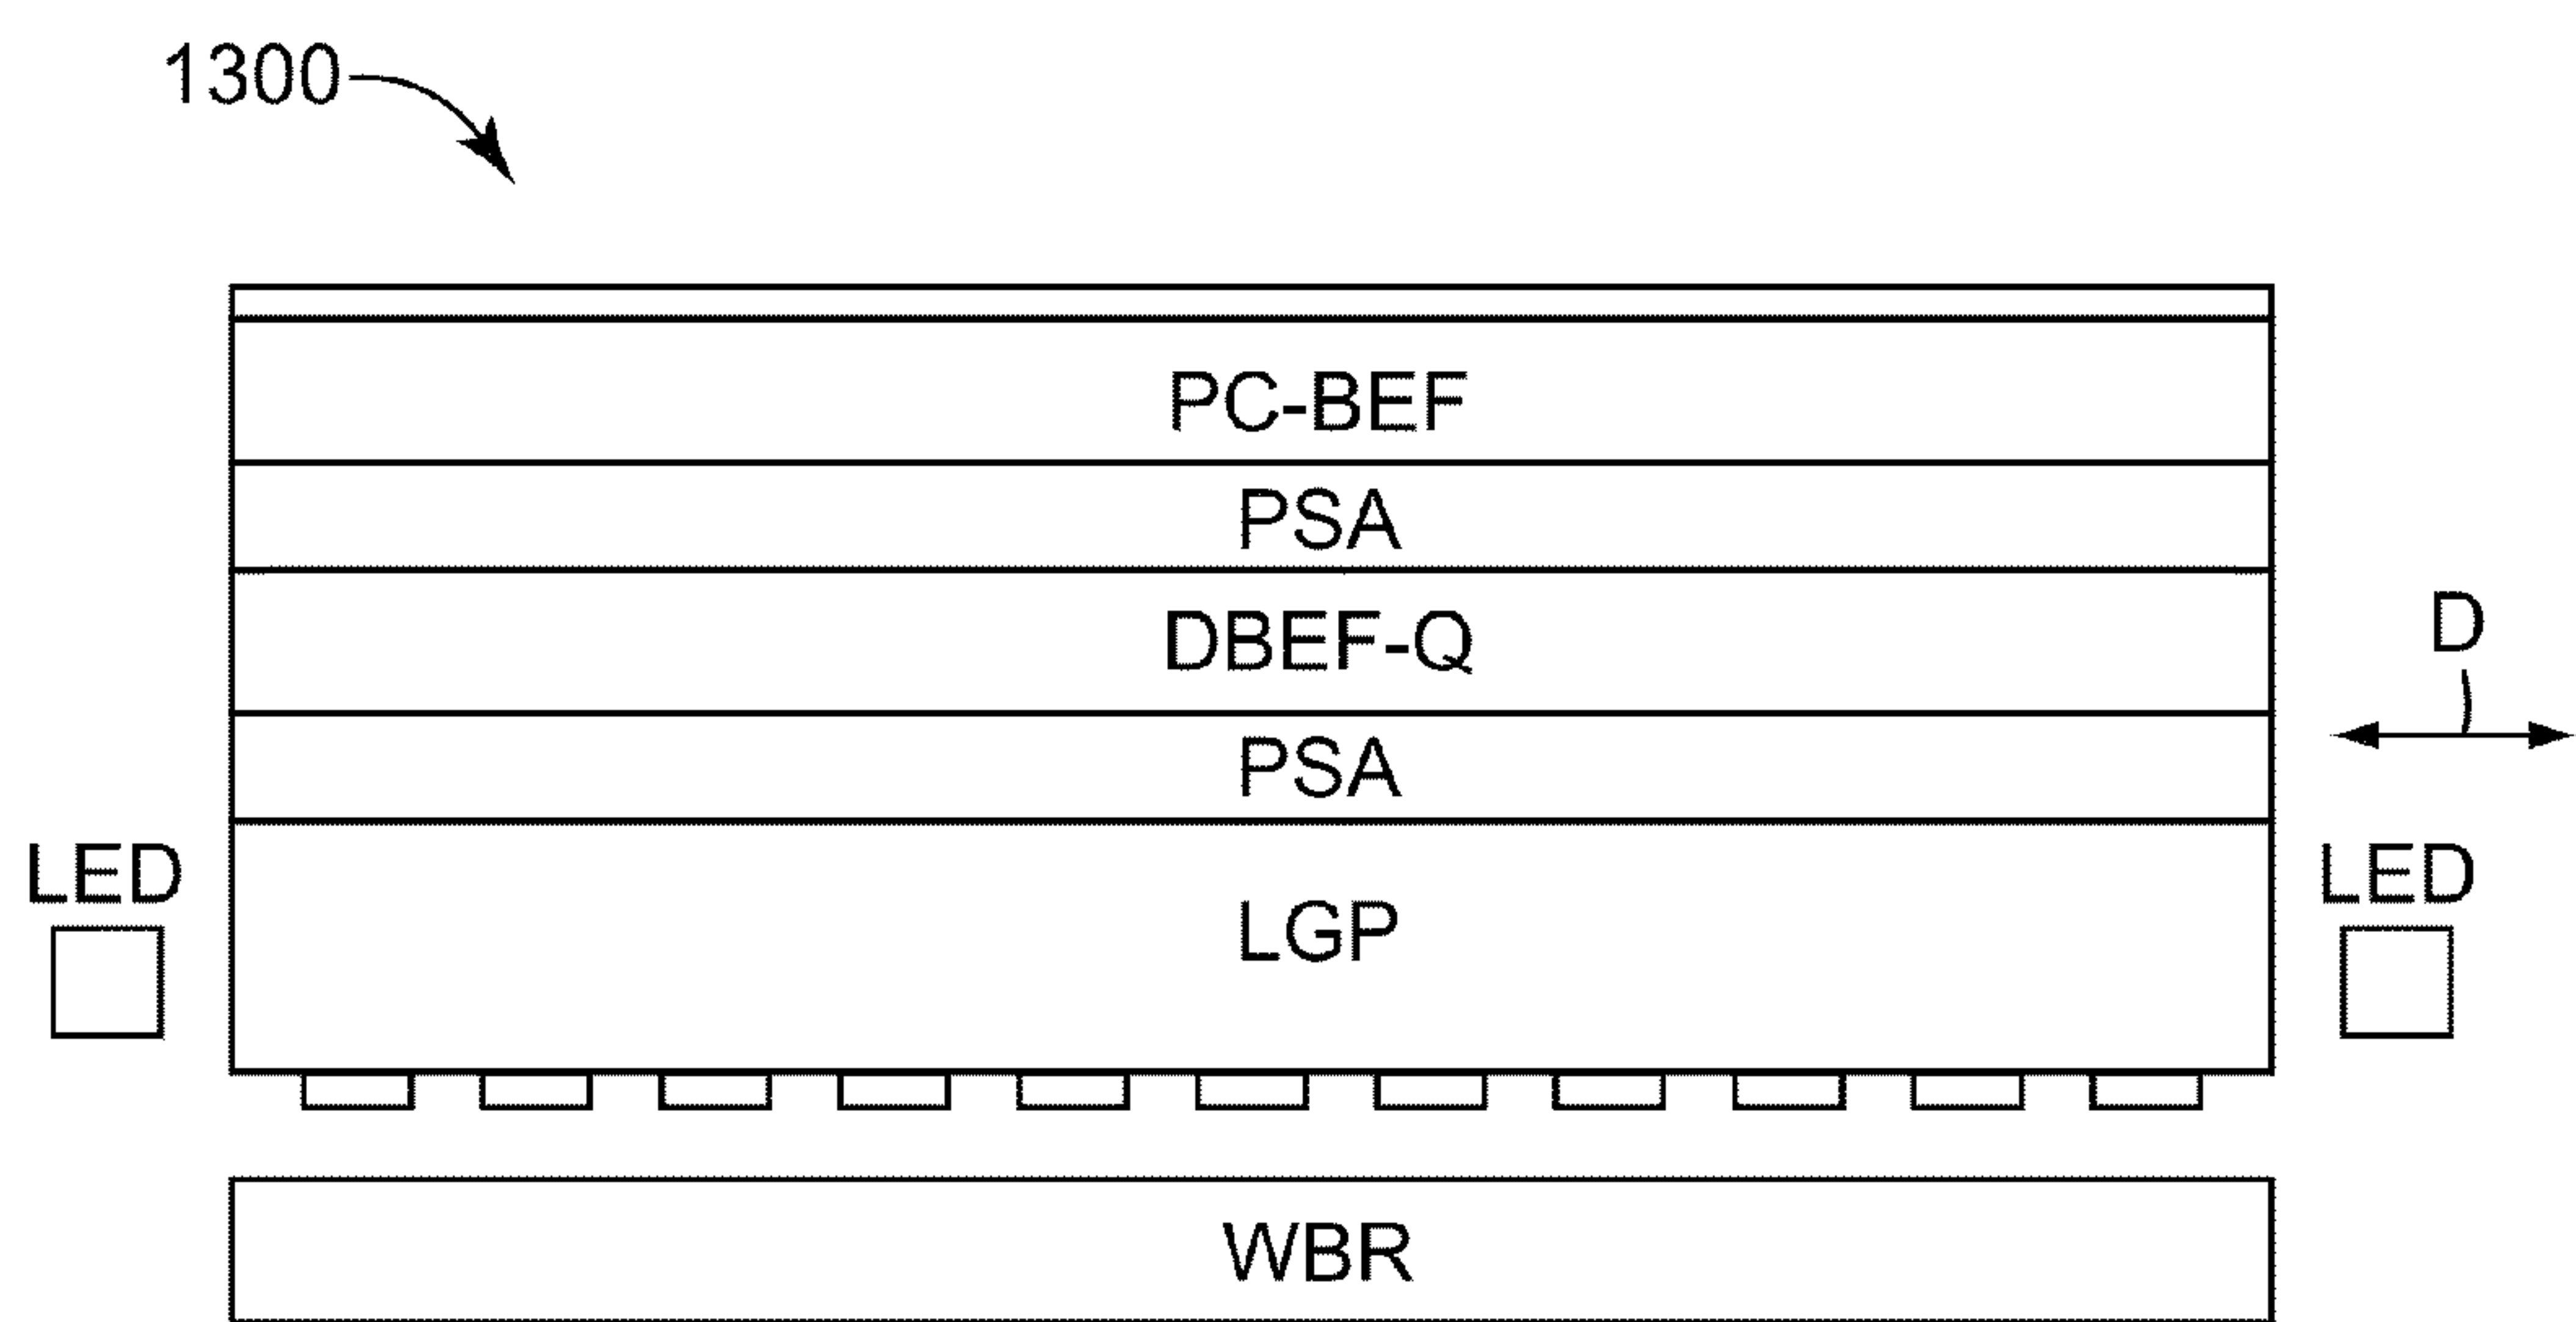 1300
PC-BEF
PSA
DBEF-Q
D
PSA
LED
LED
LGP
WBR